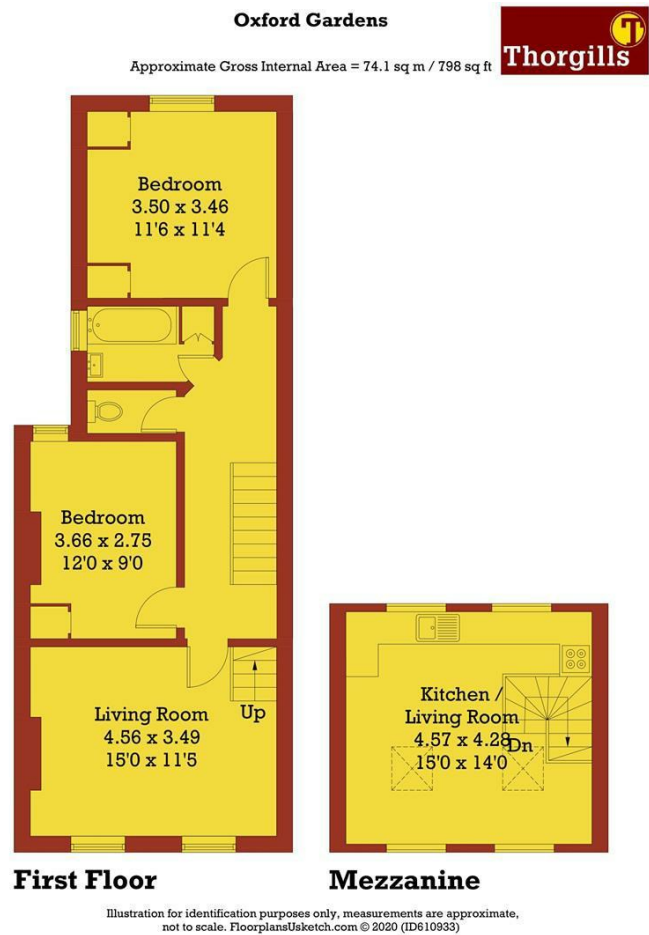 Oxford Gardens
Approximate Gross Internal Area = 74.1 sq m / 798 sq ft
T
Thorgills
Bedroom
3.50 x 3.46
11'6 x 11'4
Bedroom
3.66 x 2.75
12'0 x 9'0
Living Room
4.56 x 3.49
15'0 x 11'5
Up
Kitchen /
Living Room
4.57 x 4.28
15'0 x 14'0
Dn
First Floor
Mezzanine
Illustration for identification purposes only, measurements are approximate,
not to scale. FloorplansUsketch.com © 2020 (ID610933)